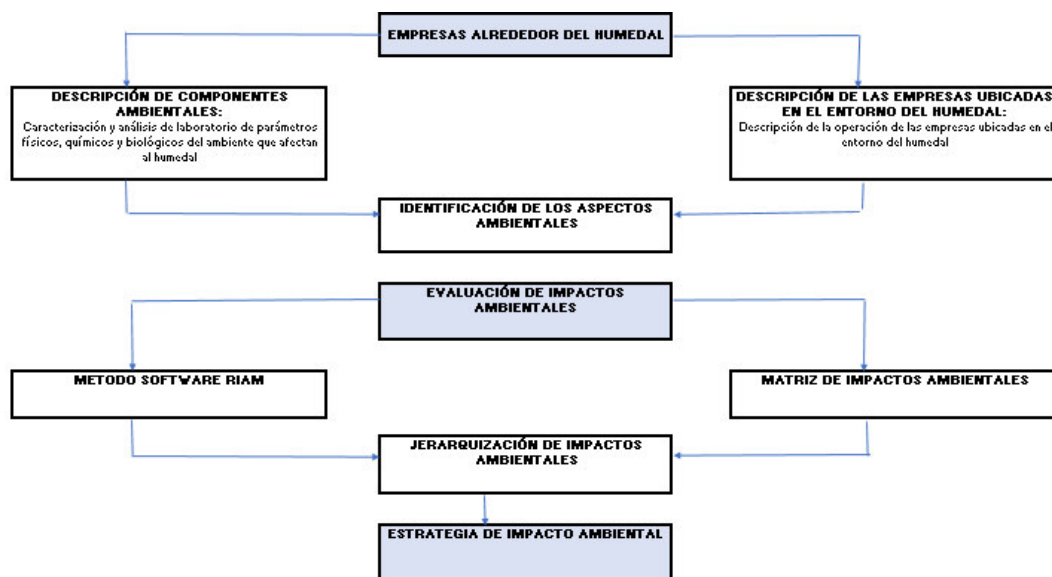 EMPRESAS ALREDEDOR DEL HUMEDAL
DESCRIPCIÓN DE COMPONENTES
AMBIENTALES:
Caracterización y análisis de laboratorio de parámetros
físicos, químicos y biológicos del ambiente que afectan
al humedal
DESCRIPCIÓN DE LAS EMPRESAS UBICADAS
EN EL ENTORNO DEL HUMEDAL:
Descripción de la operación de las empresas ubicadas en el
entorno del humedal
IDENTIFICACIÓN DE LOS ASPECTOS
AMBIENTALES
EVALUACIÓN DE IMPACTOS
AMBIENTALES
METODO SOFTWARE RIAM
MATRIZ DE IMPACTOS AMBIENTALES
JERARQUIZACIÓN DE IMPACTOS
AMBIENTALES
ESTRATEGIA DE IMPACTO AMBIENTAL